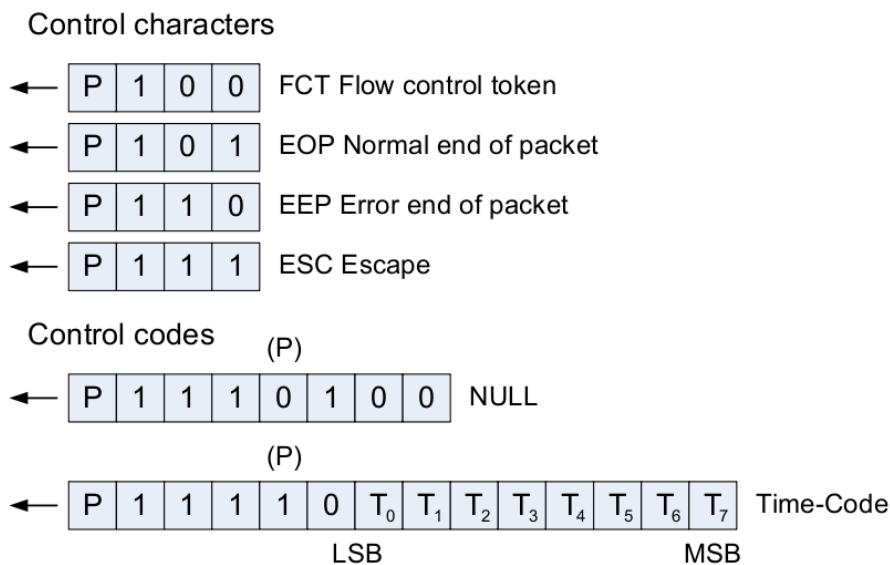 Control characters
P 1 0 0 FCT Flow control token
P 1 0 1 EOP Normal end of packet
P 1 1 0 EEP Error end of packet
P 1 1 1 ESC Escape
Control codes
(P)
P 1 1 1 0 1 0 0 NULL
(P)
P 1 1 1 1 0 T₀ T₁ T₂ T₃ T₄ T₅ T₆ T₇ Time-Code
LSB MSB